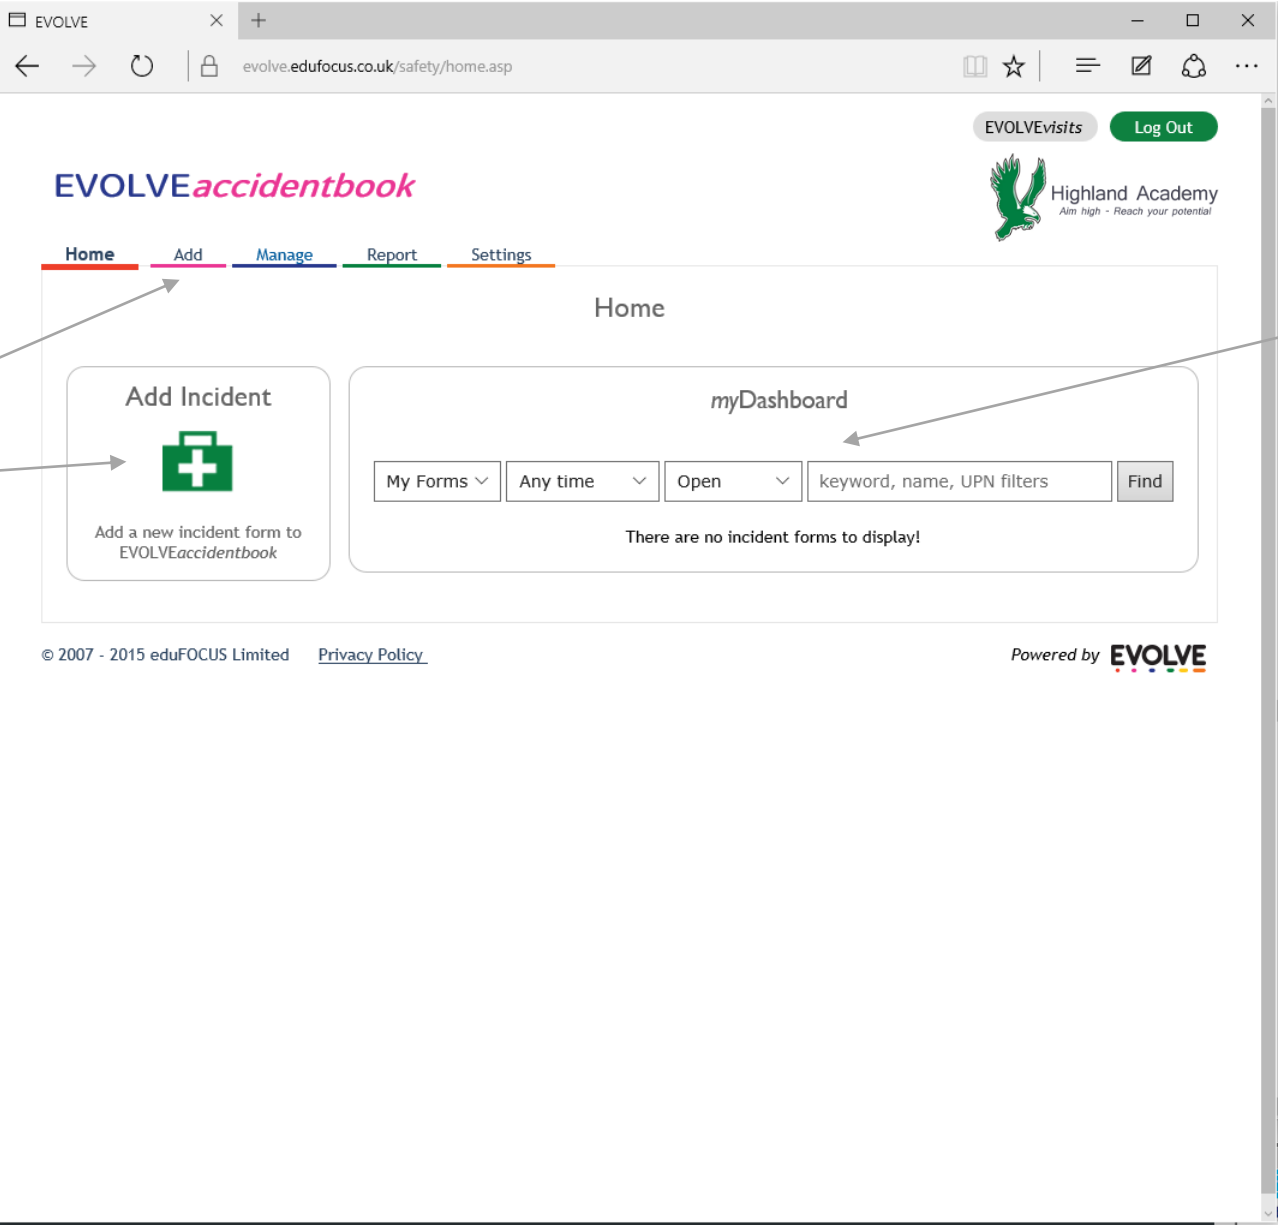 EVOLVE
evolve.edufocus.co.uk/safety/home.asp
EVOLVEvisits
Log Out
EVOLVEaccidentbook
Highland Academy
Aim high - Reach your potential
Home Add Manage Report Settings
Home
Add Incident
Add a new incident form to
EVOLVEaccidentbook
myDashboard
My Forms Any time Open keyword, name, UPN filters Find
There are no incident forms to display!
© 2007 - 2015 eduFOCUS Limited Privacy Policy
Powered by EVOLVE